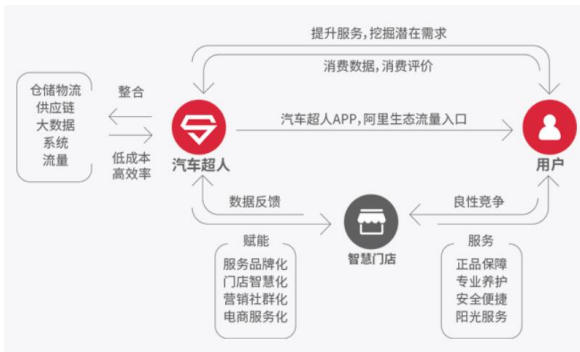 提升服务,挖掘潜在需求
消费数据,消费评价
仓储物流
供应链
大数据
系统
流量
整合
低成本
高效率
汽车超人
汽车超人APP,阿里生态流量入口
用户
数据反馈
良性竞争
智慧门店
赋能
服务品牌化
门店智慧化
营销社群化
电商服务化
服务
正品保障
专业养护
安全便捷
阳光服务